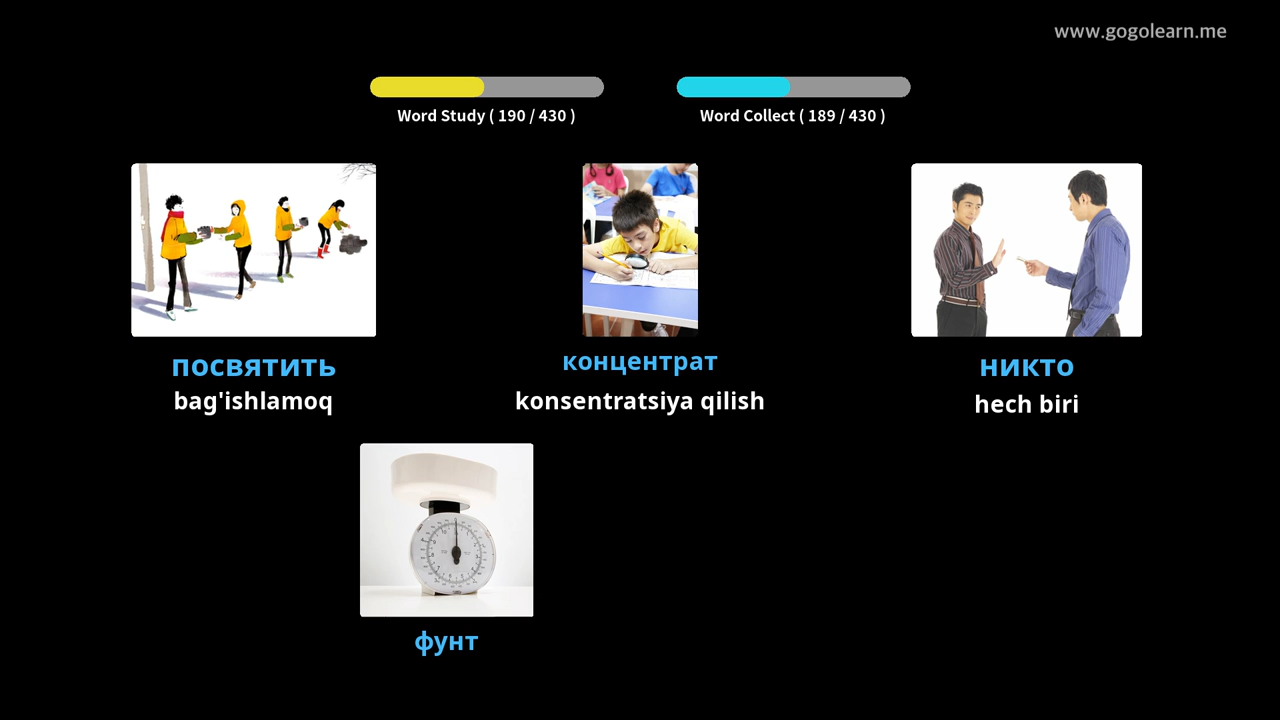 www.gogolearn.me
Word Study ( 190 / 430 )
Word Collect ( 189 / 430 )
посвятить
bag'ishlamoq
концентрат
konsentratsiya qilish
никто
hech biri
фунт